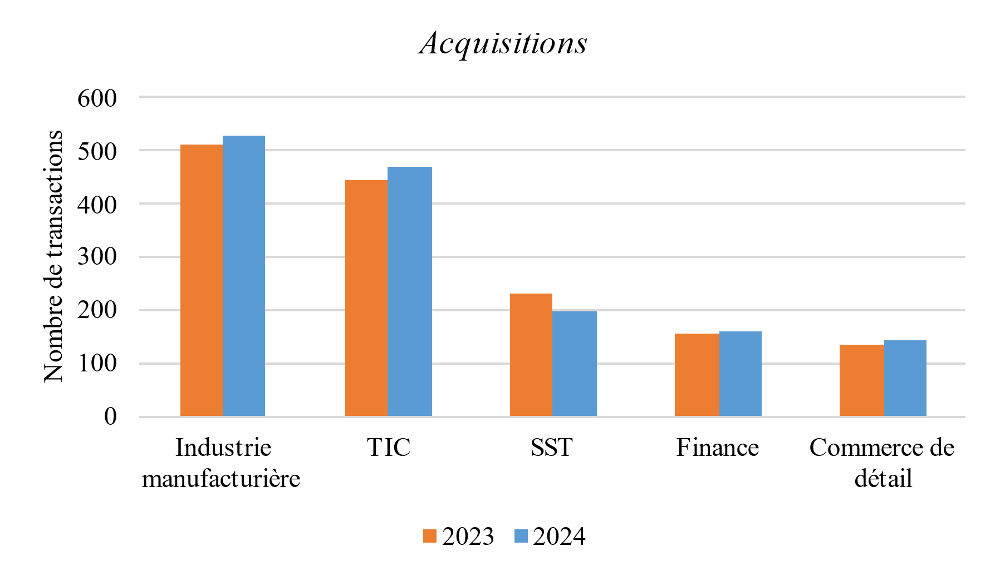 Acquisitions
600
500
400
300
200
100
0
Nombre de transactions
Industrie
manufacturière
TIC
SST
Finance
Commerce de
détail
2023
2024